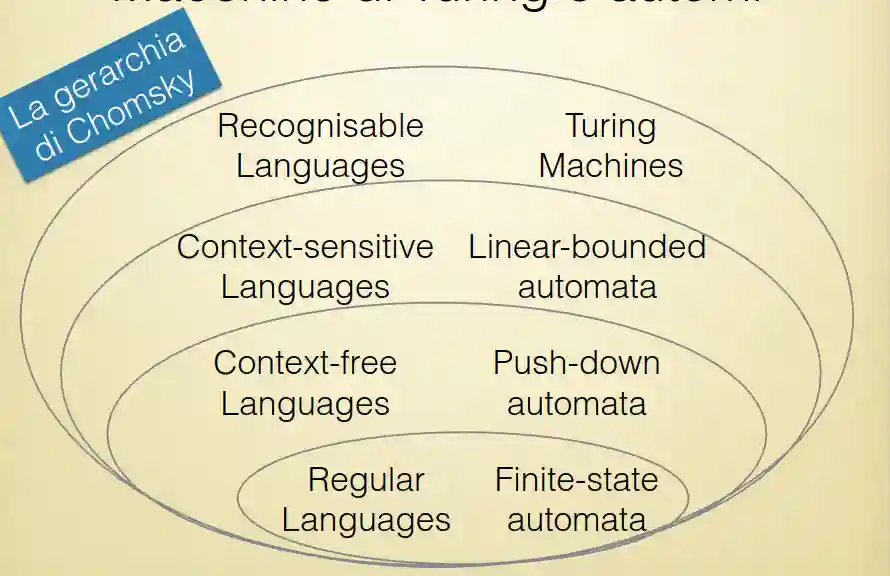 La gerarchia
di Chomsky
Recognisable
Languages
Turing
Machines
Context-sensitive
Languages
Linear-bounded
automata
Context-free
Languages
Push-down
automata
Regular
Languages
Finite-state
automata